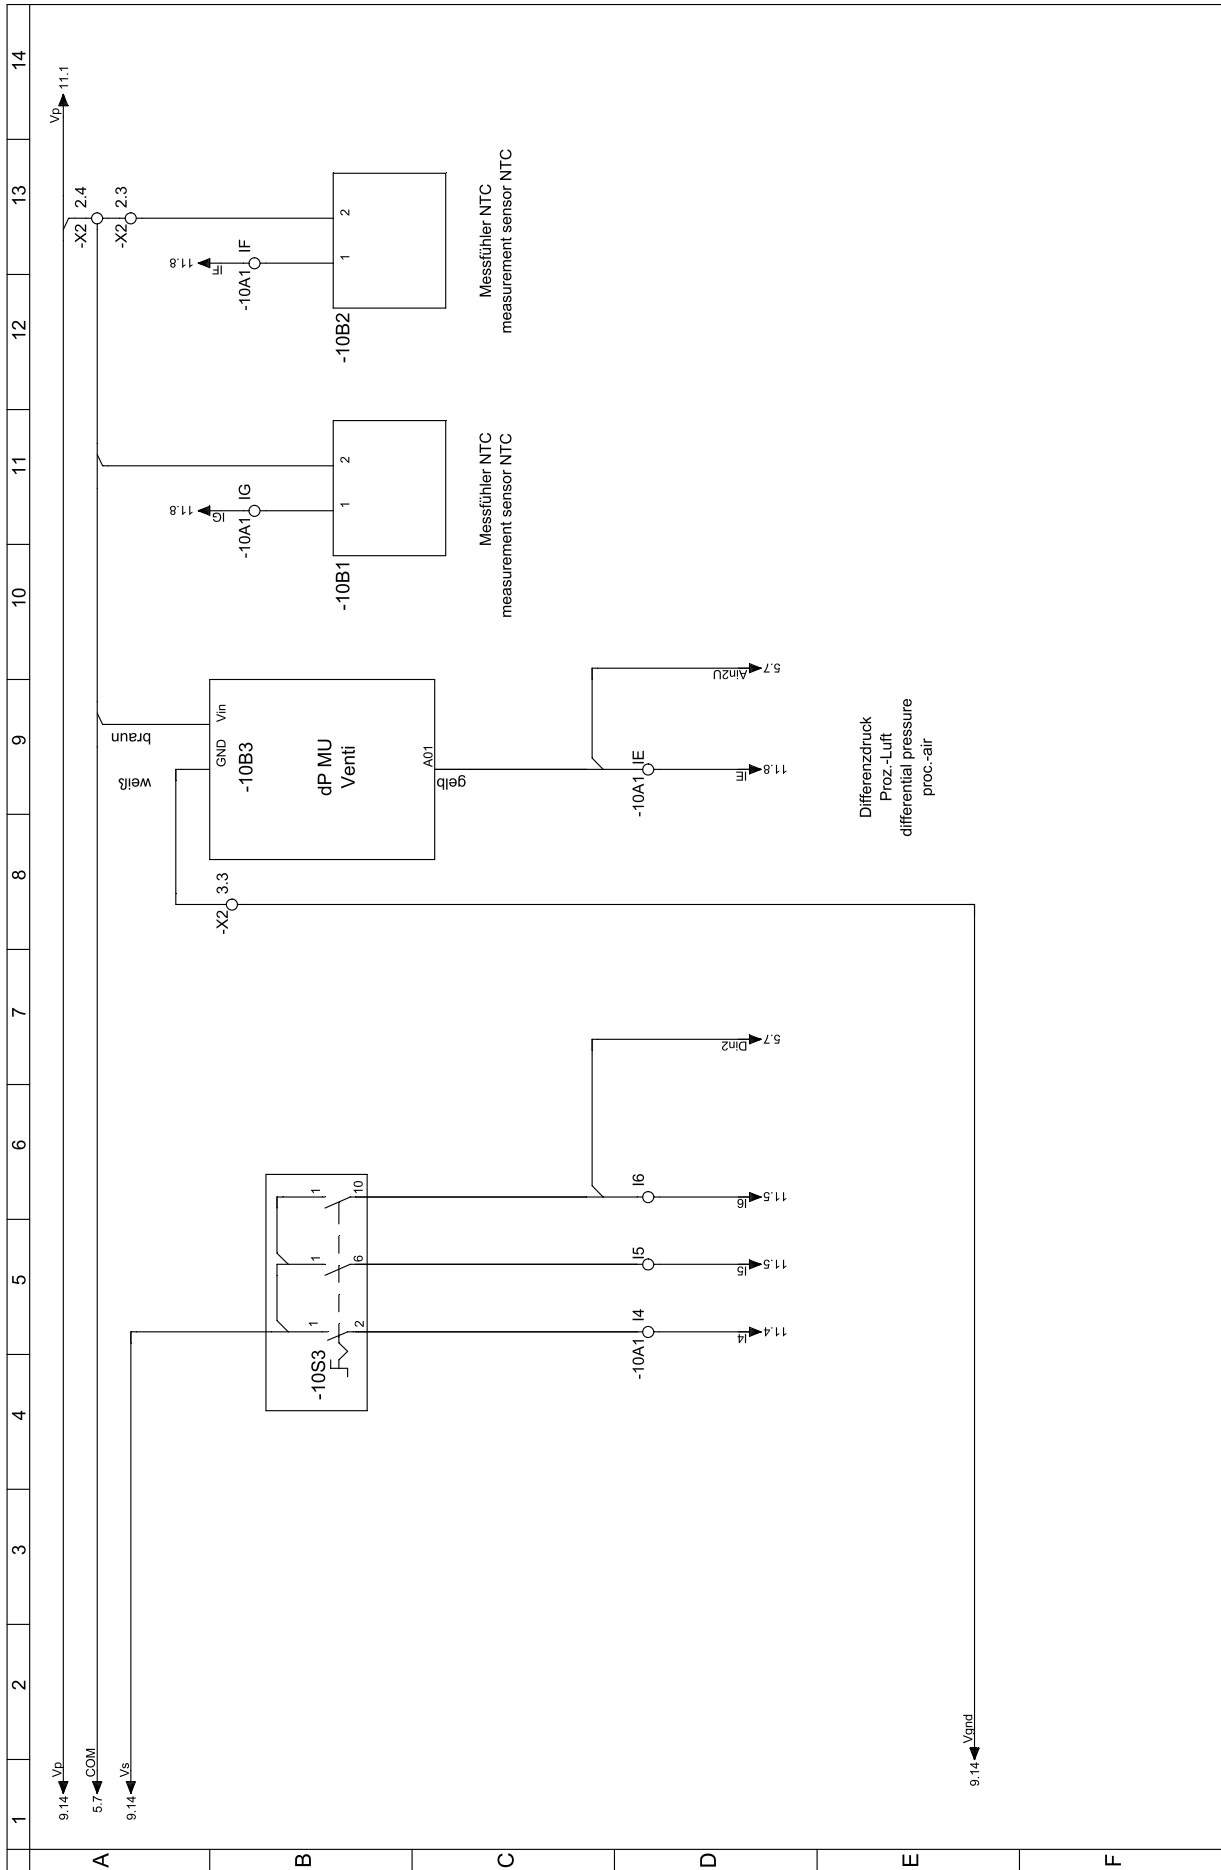 1
2
3
4
5
6
7
8
9
10
11
12
13
14
A
B
C
D
E
F
9.14
Vp
Vp
11.1
5.7
COM
9.14
Vs
-X2
2.4
-X2
2.3
-10S3
1
2
1
6
1
10
-10A1
I4
I5
I6
I4
11.4
I5
11.5
I6
11.5
Din2
5.7
-X2
3.3
weiß
braun
GND
Vin
-10B3
dP MU
Venti
A01
gelb
-10A1
IE
IE
11.8
Ain2U
5.7
Differenzdruck
Proz.-Luft
differential pressure
proc.-air
11.8
IG
-10A1
IG
1
2
-10B1
Messfühler NTC
measurement sensor NTC
11.8
IF
-10A1
IF
1
2
-10B2
Messfühler NTC
measurement sensor NTC
9.14
Vgnd